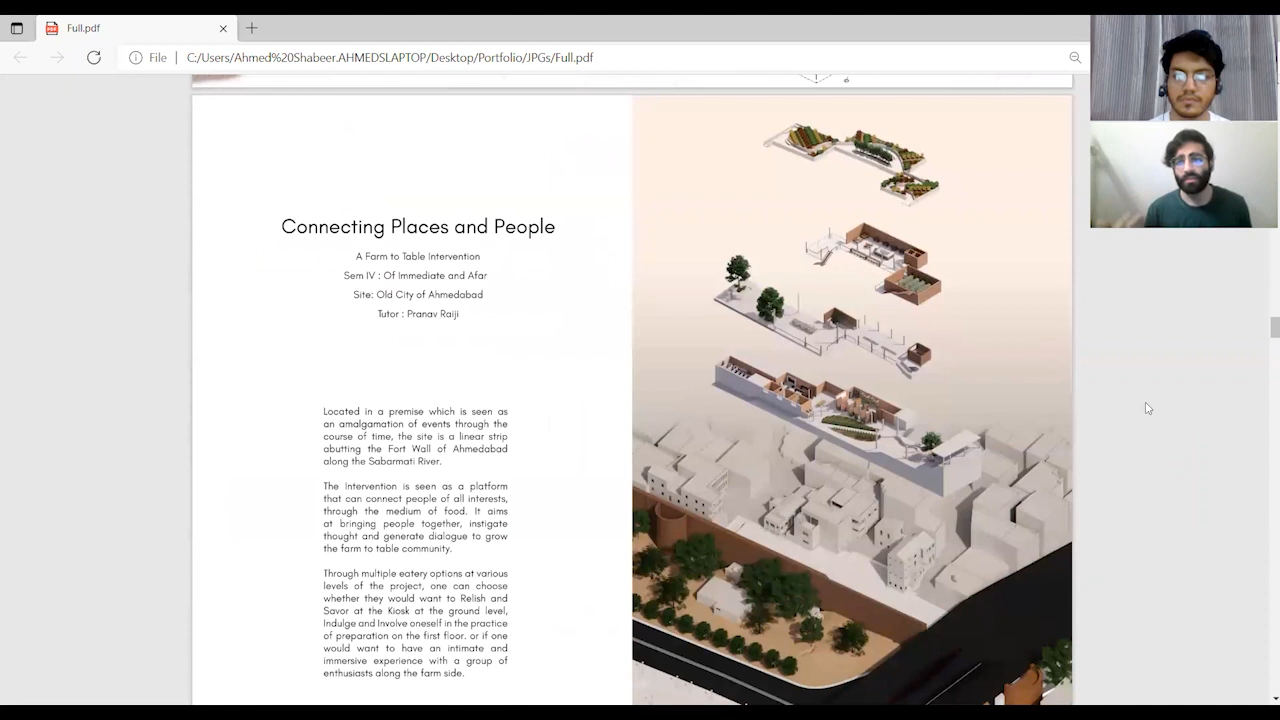 Full.pdf
File
C:/Users/Ahmed%20Shabeer.AHMEDSLAPTOP/Desktop/Portfolio/JPGs/Full.pdf
Connecting Places and People
A Farm to Table Intervention
Sem IV : Of Immediate and Afar
Site: Old City of Ahmedabad
Tutor : Pranav Raiji
Located in a premise which is seen as
an amalgamation of events through the
course of time, the site is a linear strip
abutting the Fort Wall of Ahmedabad
along the Sabarmati River.
The Intervention is seen as a platform
that can connect people of all interests,
through the medium of food. It aims
at bringing people together, instigate
thought and generate dialogue to grow
the farm to table community.
Through multiple eatery options at various
levels of the project, one can choose
whether they would want to Relish and
Savor at the Kiosk at the ground level,
Indulge and Involve oneself in the practice
of preparation on the first floor. or if one
would want to have an intimate and
immersive experience with a group of
enthusiasts along the farm side.